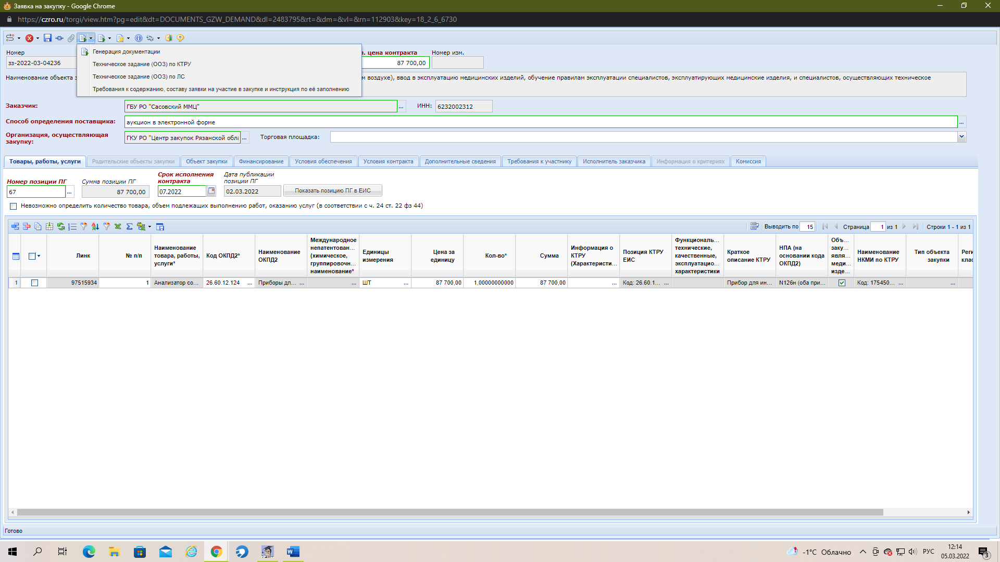 Заявка на закупку - Google Chrome
https://czro.ru/torgi/view.htm?pg=edit&dt=DOCUMENTS_GZW_DEMAND&dl=2483795&rt=&dm=&vl=&rn=112903&key=18_2_6_6730
Генерация документации
Техническое задание (ООЗ) по КТРУ
Техническое задание (ООЗ) по ЛС
Требования к содержанию, составу заявки на участие в закупке и инструкция по её заполнению
Номер
цена контракта
Номер изм.
зз-2022-03-04236
87 700,00
Наименование объекта
воздухе), ввод в эксплуатацию медицинских изделий, обучение правилам эксплуатации специалистов, эксплуатирующих медицинские изделия, и специалистов, осуществляющих техническое
Заказчик:
ГБУ РО "Сасовский ММЦ"
...
ИНН:
6232002312
Способ определения поставщика:
аукцион в электронной форме
...
Организация, осуществляющая закупку:
ГКУ РО "Центр закупок Рязанской обла
...
Торговая площадка:
Товары, работы, услуги
Родительские объекты закупки
Объект закупки
Финансирование
Условия обеспечения
Условия контракта
Дополнительные сведения
Требования к участнику
Исполнитель заказчика
Информация о критериях
Комиссия
Номер позиции ПГ
Сумма позиции ПГ
Срок исполнения контракта
Дата публикации позиции ПГ
67
...
87 700,00
07.2022
02.03.2022
Показать позицию ПГ в ЕИС
Невозможно определить количество товара, объем подлежащих выполнению работ, оказанию услуг (в соответствии с ч. 24 ст. 22 фз 44)
Выводить по 15
Страница 1 из 1
Строки 1 - 1 из 1
Линк
№ п/п
Наименование товара, работы, услуги*
Код ОКПД2*
Наименование ОКПД2
Международное непатентован... (химическое, группировочн... наименование*
Единицы измерения
Цена за единицу
Кол-во*
Сумма
Информация о КТРУ (Характеристи...
Позиция КТРУ ЕИС
Функциональ... технические, качественные, эксплуатацио... характеристики
Краткое описание КТРУ
НПА (на основании кода ОКПД2)
Объ... заку... явля... меди... изде...
Наименование НКМИ по КТРУ
Тип объекта закупки
Реги клас
1
97515934
1
Анализатор со...
26.60.12.124 ...
Приборы дл... ...
...
ШТ ...
87 700,00
1,00000000000
87 700,00
...
Код: 26.60.1... ...
Прибор для ин...
N126н (оба при...
Код: 175450... ...
...
Готово
-1°C Облачно
РУС
12:14
05.03.2022
3